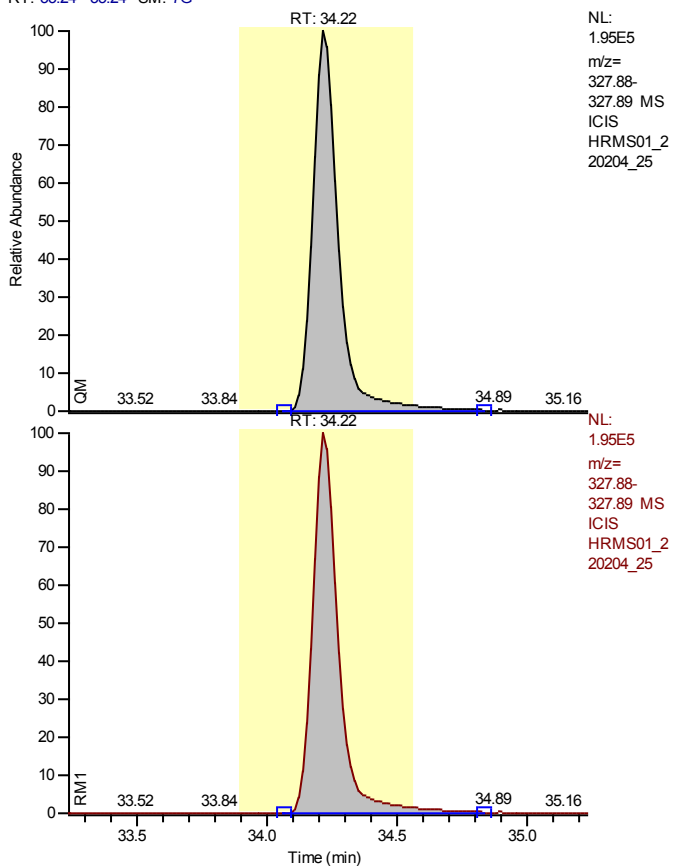 RT: 34.22
NL:
1.95E5
m/z=
327.88-
327.89 MS
ICIS
HRMS01_2
20204_25
100
90
80
70
60
50
40
30
20
10
0
Relative Abundance
QM
33.52 33.84 34.89 35.16
RT: 34.22
NL:
1.95E5
m/z=
327.88-
327.89 MS
ICIS
HRMS01_2
20204_25
100
90
80
70
60
50
40
30
20
10
0
RM1
33.52 33.84 34.89 35.16
33.5 34.0 34.5 35.0
Time (min)